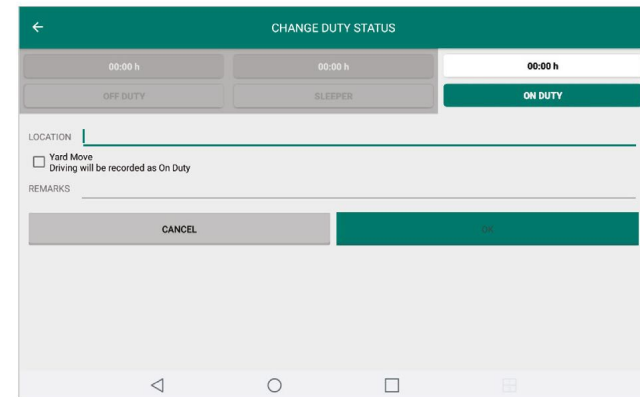 CHANGE DUTY STATUS
00:00 h 00:00 h 00:00 h
OFF DUTY SLEEPER ON DUTY
LOCATION
Yard Move
Driving will be recorded as On Duty
REMARKS
CANCEL OK